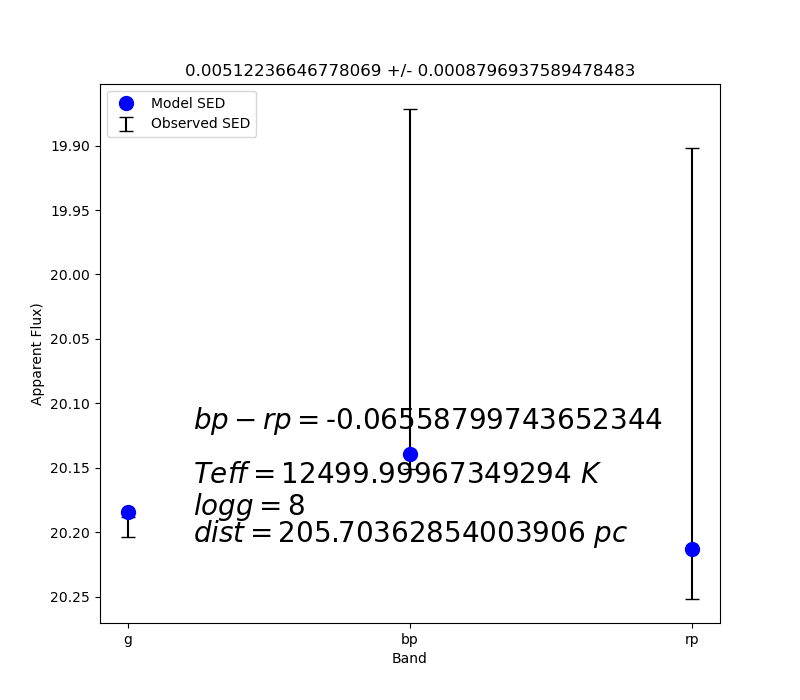 0.005122366467780​69 +/- 0.0008796937589478483
Model SED
Observed SED
19.90
19.95
20.00
20.05
20.10
20.15
20.20
20.25
Apparent Flux)
bp − rp = -0.06558799743652344
Teff = 12499.99967349294 K
logg = 8
dist = 205.70362854003906 pc
g
bp
rp
Band